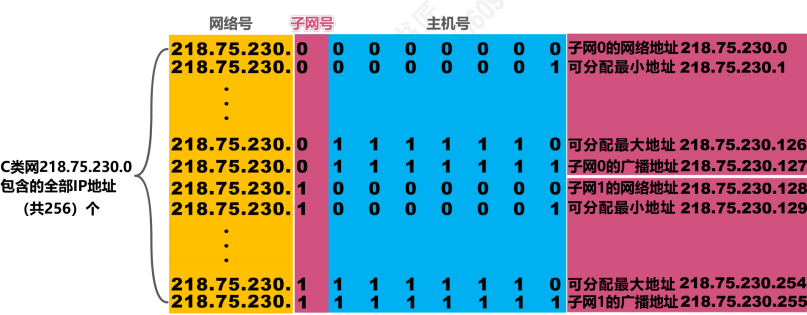 网络号 子网号 主机号
218.75.230. 0 0 0 0 0 0 0 0 子网0的网络地址 218.75.230.0
218.75.230. 0 0 0 0 0 0 0 1 可分配最小地址 218.75.230.1
218.75.230. 0 1 1 1 1 1 1 0 可分配最大地址 218.75.230.126
218.75.230. 0 1 1 1 1 1 1 1 子网0的广播地址 218.75.230.127
C类网218.75.230.0
包含的全部IP地址
（共256）个
218.75.230. 1 0 0 0 0 0 0 0 子网1的网络地址 218.75.230.128
218.75.230. 1 0 0 0 0 0 0 1 可分配最小地址 218.75.230.129
218.75.230. 1 1 1 1 1 1 1 0 可分配最大地址 218.75.230.254
218.75.230. 1 1 1 1 1 1 1 1 子网1的广播地址 218.75.230.255